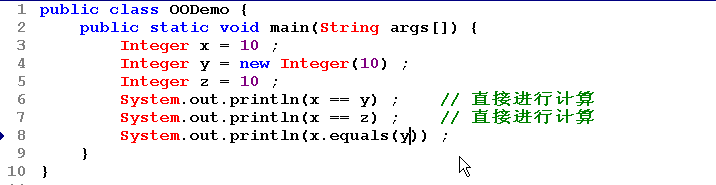 1 public class OODemo {
2 public static void main(String args[]) {
3 Integer x = 10 ;
4 Integer y = new Integer(10) ;
5 Integer z = 10 ;
6 System.out.println(x == y) ; // 直接进行计算
7 System.out.println(x == z) ; // 直接进行计算
8 System.out.println(x.equals(y)) ;
9 }
10 }